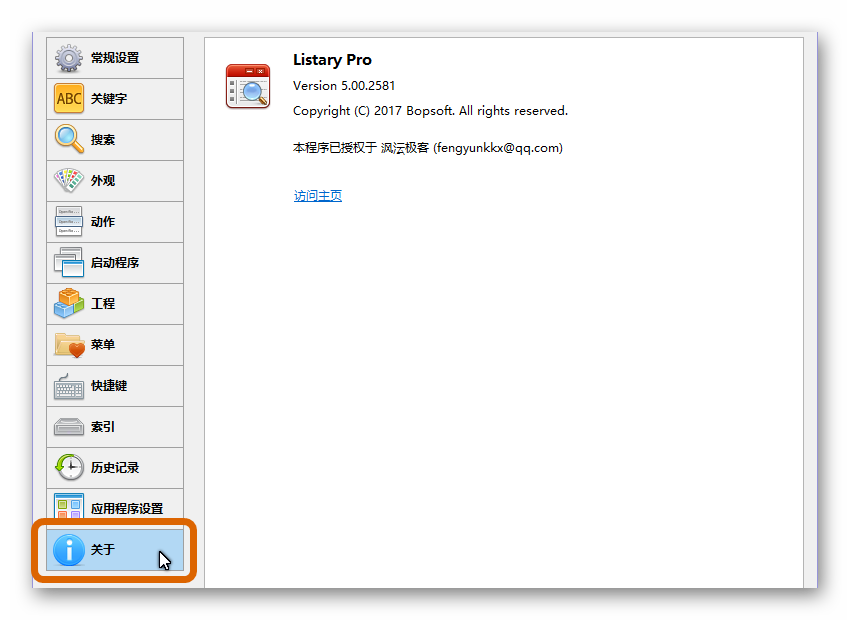 常规设置
ABC 关键字
搜索
外观
动作
启动程序
工程
菜单
快捷键
索引
历史记录
应用程序设置
关于
Listary Pro
Version 5.00.2581
Copyright (C) 2017 Bopsoft. All rights reserved.
本程序已授权于 沨沄极客 (fengyunkkx@qq.com)
访问主页